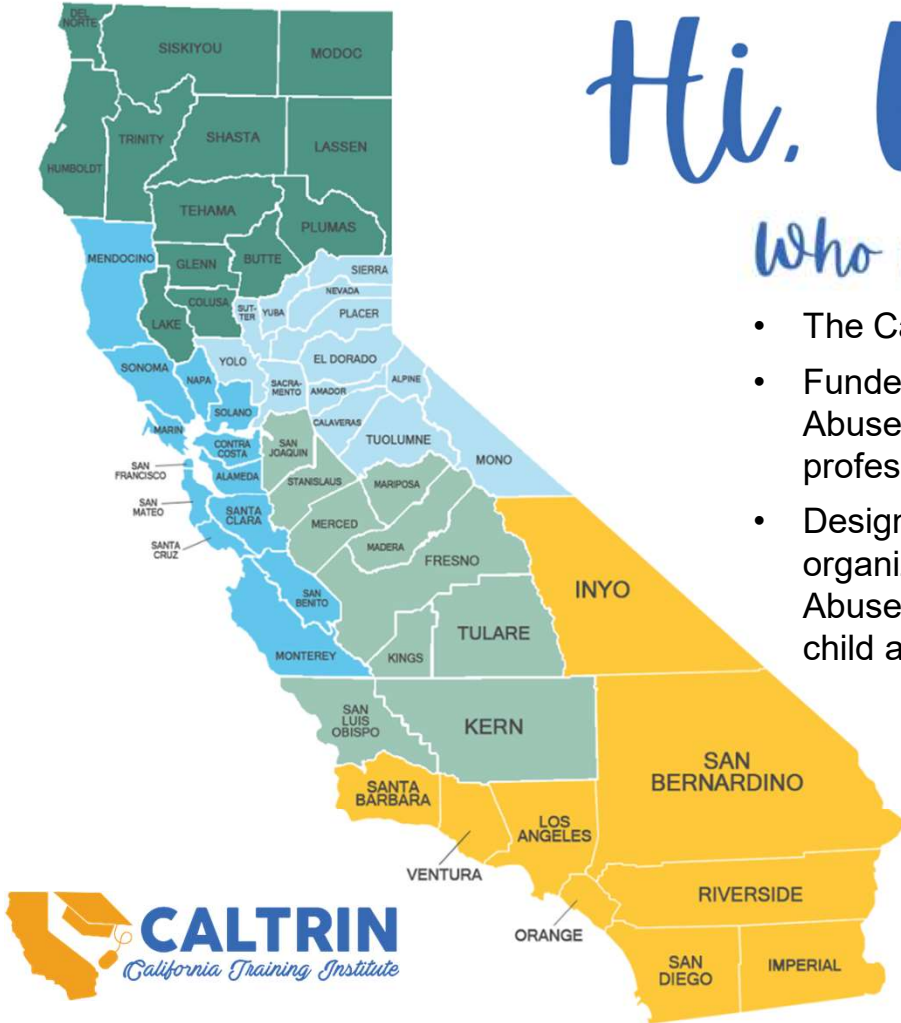 DEL
NORTE
SISKIYOU
MODOC
HUMBOLDT
TRINITY
SHASTA
LASSEN
TEHAMA
PLUMAS
MENDOCINO
GLENN
BUTTE
SIERRA
NEVADA
COLUSA
SUT-
TER
YUBA
PLACER
LAKE
SONOMA
NAPA
YOLO
EL DORADO
SACRA-
MENTO
AMADOR
ALPINE
SOLANO
MARIN
CALAVERAS
TUOLUMNE
MONO
CONTRA
COSTA
SAN
JOAQUIN
SAN
FRANCISCO
ALAMEDA
STANISLAUS
MARIPOSA
SAN
MATEO
SANTA
CLARA
MERCED
SANTA
CRUZ
MADERA
FRESNO
SAN
BENITO
INYO
MONTEREY
KINGS
TULARE
SAN
LUIS
OBISPO
KERN
SANTA
BARBARA
SAN
BERNARDINO
LOS
ANGELES
VENTURA
RIVERSIDE
ORANGE
SAN
DIEGO
IMPERIAL
CALTRIN
California Training Institute
Hi,
Who
• The Ca
• Funde
Abuse
profes
• Design
organi
Abuse
child a